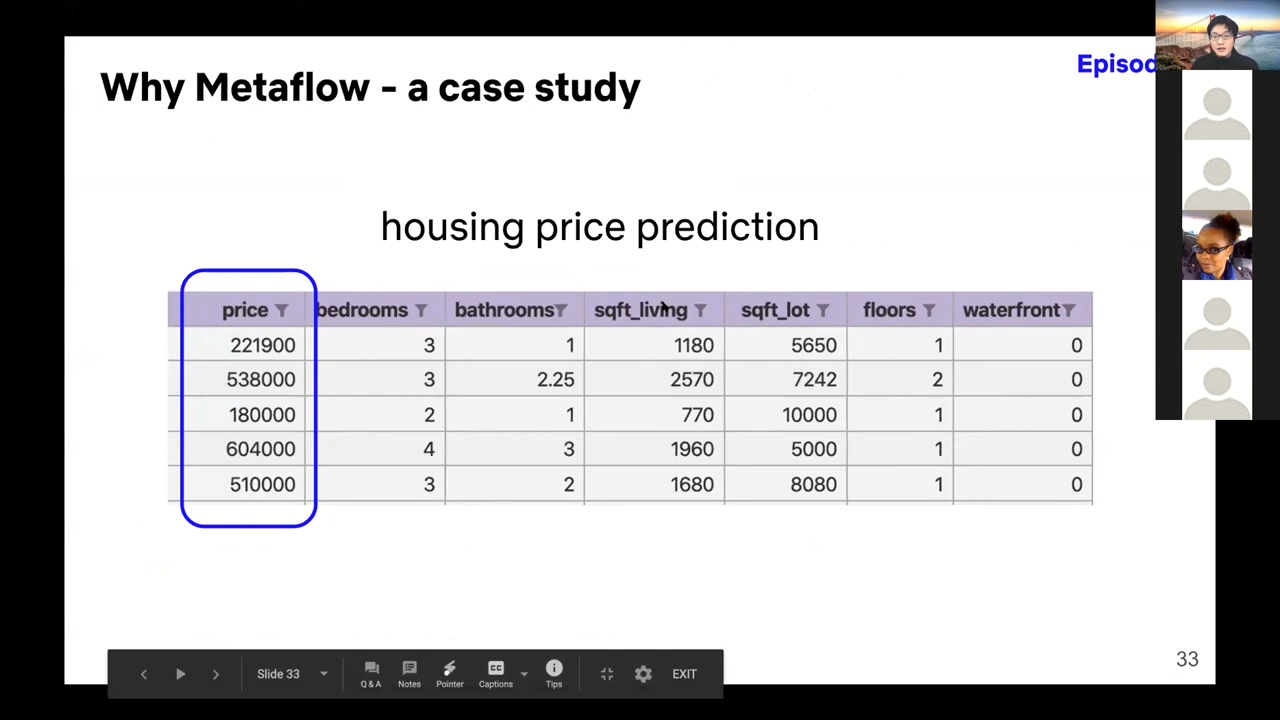 Why Metaflow - a case study
Episod
housing price prediction
price bedrooms bathrooms sqft_living sqft_lot floors waterfront
221900 3 1 1180 5650 1 0
538000 3 2.25 2570 7242 2 0
180000 2 1 770 10000 1 0
604000 4 3 1960 5000 1 0
510000 3 2 1680 8080 1 0
33
Slide 33 Q & A Notes Pointer CC Captions Tips EXIT